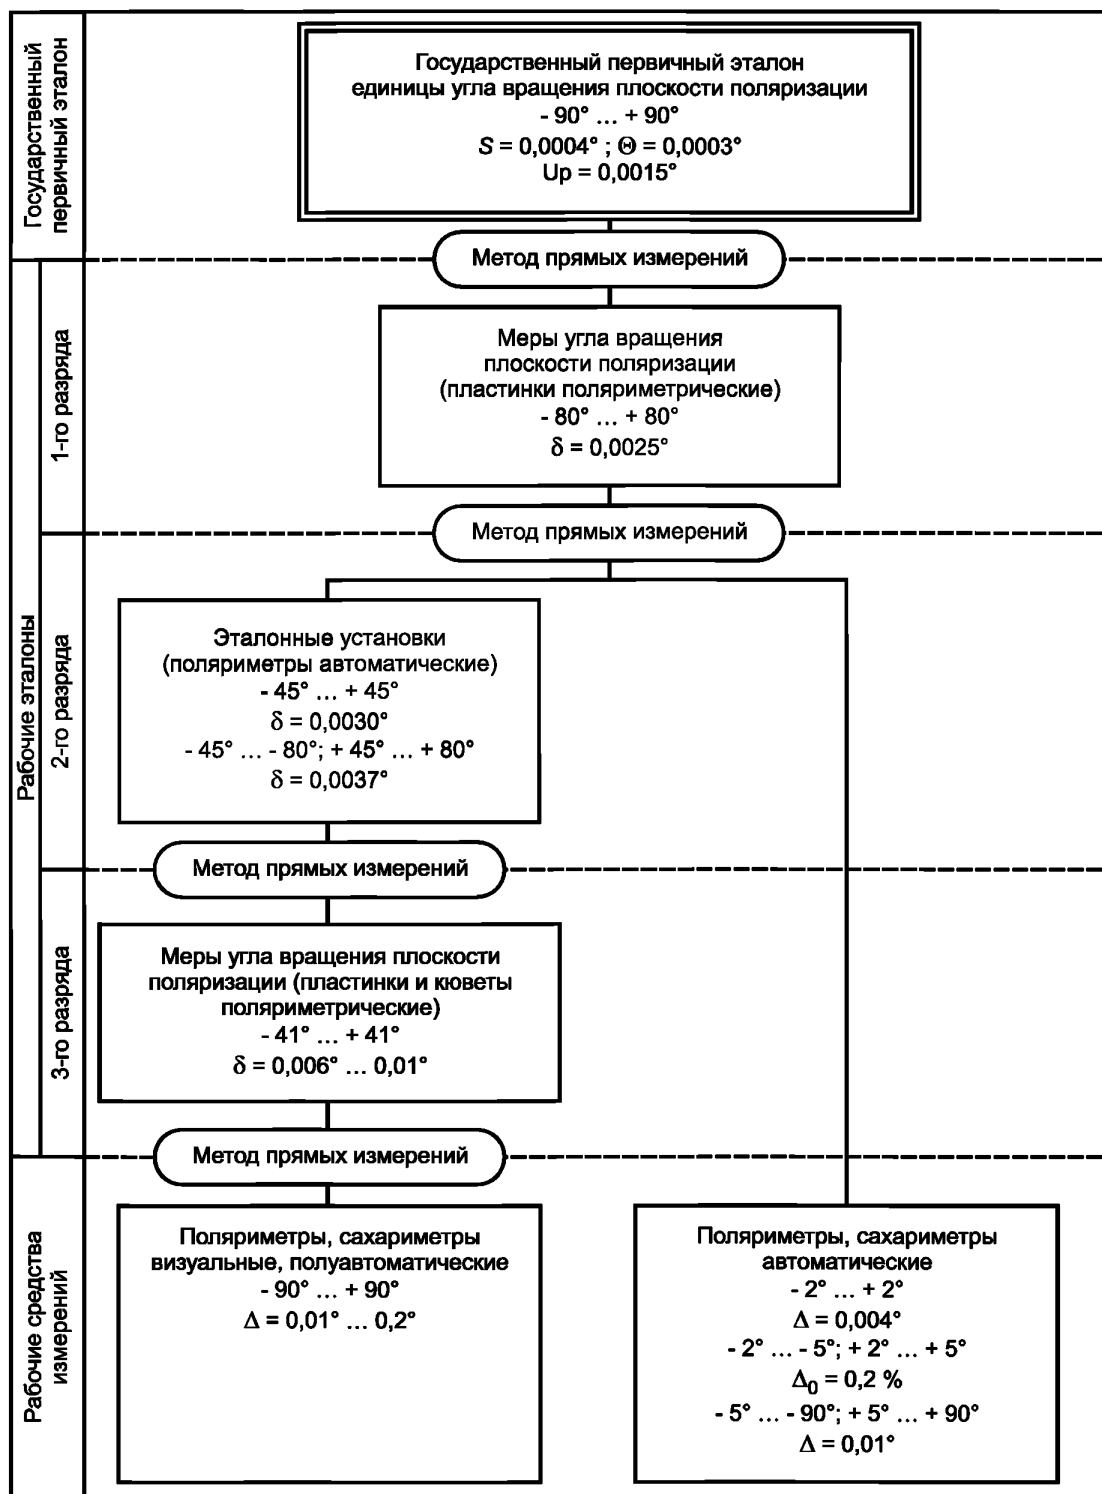 Государственный
первичный эталон
Государственный первичный эталон
единицы угла вращения плоскости поляризации
- 90° ... + 90°
S = 0,0004° ; Θ = 0,0003°
Up = 0,0015°
Метод прямых измерений
Рабочие эталоны
1-го разряда
Меры угла вращения
плоскости поляризации
(пластинки поляриметрические)
- 80° ... + 80°
δ = 0,0025°
Метод прямых измерений
2-го разряда
Эталонные установки
(поляриметры автоматические)
- 45° ... + 45°
δ = 0,0030°
- 45° ... - 80°; + 45° ... + 80°
δ = 0,0037°
Метод прямых измерений
3-го разряда
Меры угла вращения плоскости
поляризации (пластинки и кюветы
поляриметрические)
- 41° ... + 41°
δ = 0,006° ... 0,01°
Метод прямых измерений
Рабочие средства
измерений
Поляриметры, сахариметры
визуальные, полуавтоматические
- 90° ... + 90°
Δ = 0,01° ... 0,2°
Поляриметры, сахариметры
автоматические
- 2° ... + 2°
Δ = 0,004°
- 2° ... - 5°; + 2° ... + 5°
Δ₀ = 0,2 %
- 5° ... - 90°; + 5° ... + 90°
Δ = 0,01°